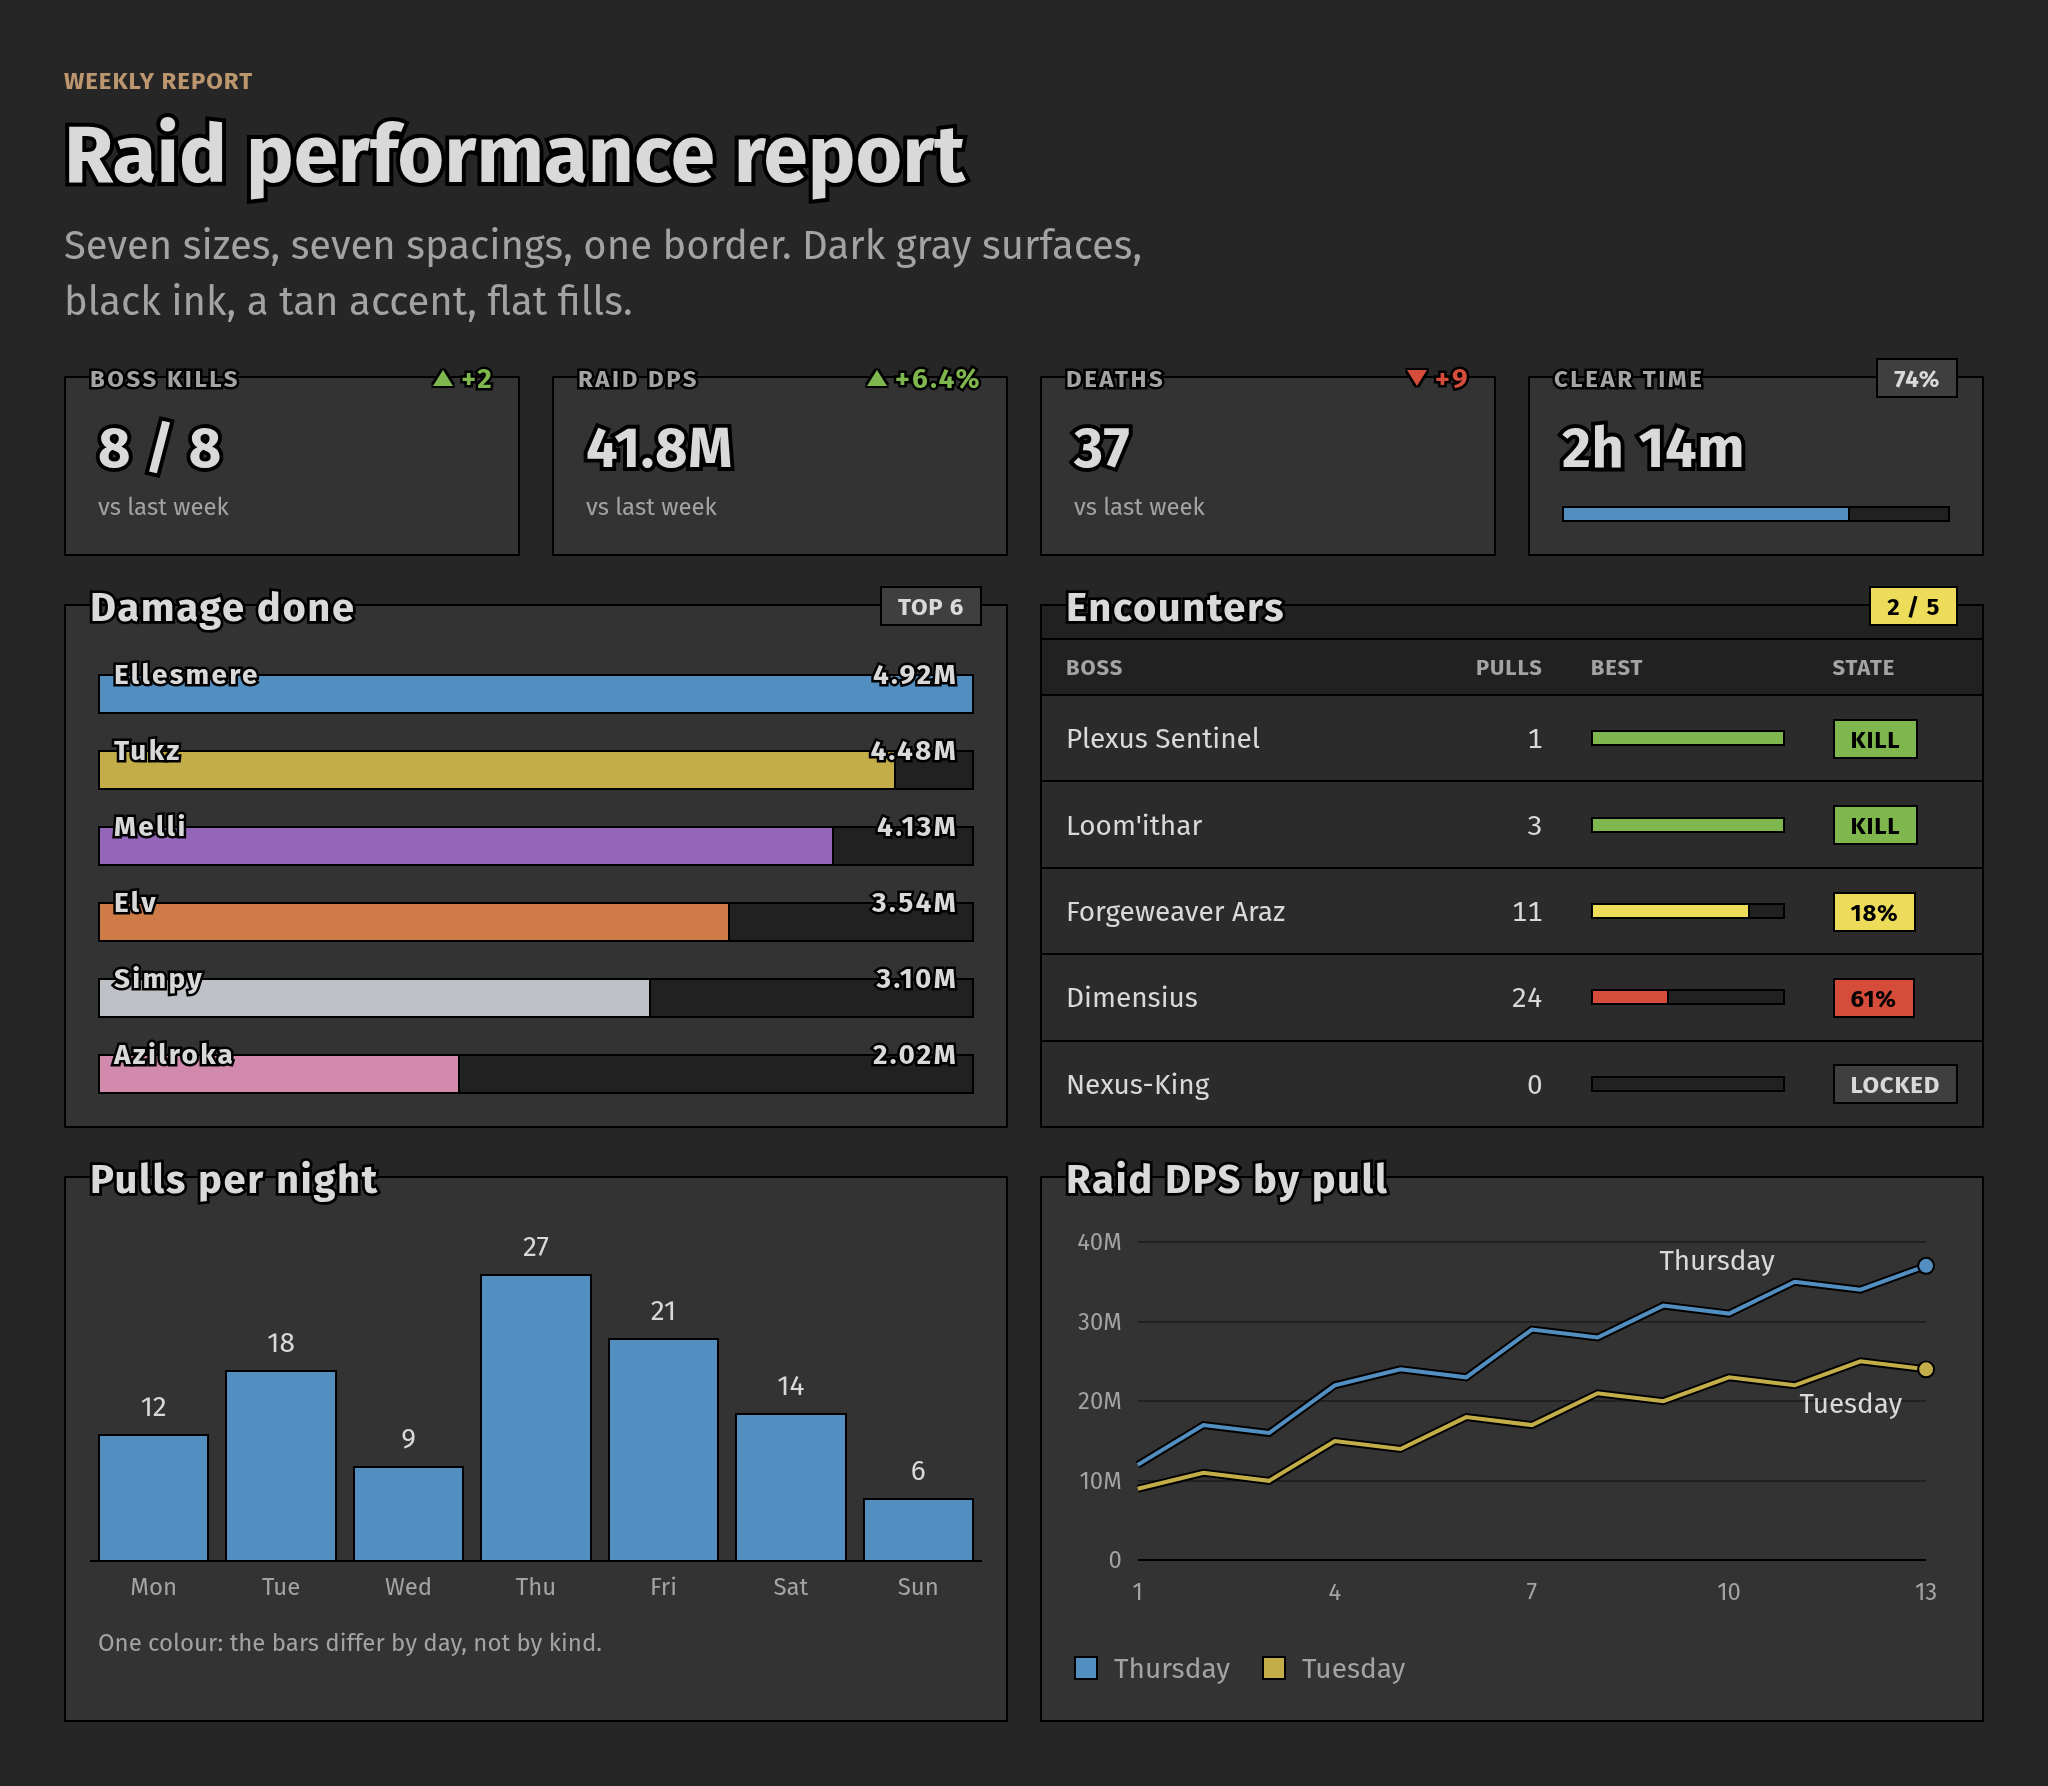 WEEKLY REPORT
Raid performance report
Seven sizes, seven spacings, one border. Dark gray surfaces,
black ink, a tan accent, flat fills.
BOSS KILLS +2
8 / 8
vs last week
RAID DPS +6.4%
41.8M
vs last week
DEATHS +9
37
vs last week
CLEAR TIME 74%
2h 14m
Damage done TOP 6
Ellesmere 4.92M
Tukz 4.48M
Melli 4.13M
Elv 3.54M
Simpy 3.10M
Azilroka 2.02M
Encounters 2 / 5
BOSS PULLS BEST STATE
Plexus Sentinel 1 KILL
Loom'ithar 3 KILL
Forgeweaver Araz 11 18%
Dimensius 24 61%
Nexus-King 0 LOCKED
Pulls per night
27
21
18
14
12
9
6
Mon Tue Wed Thu Fri Sat Sun
One colour: the bars differ by day, not by kind.
Raid DPS by pull
40M
Thursday
30M
20M
Tuesday
10M
0
1 4 7 10 13
Thursday Tuesday